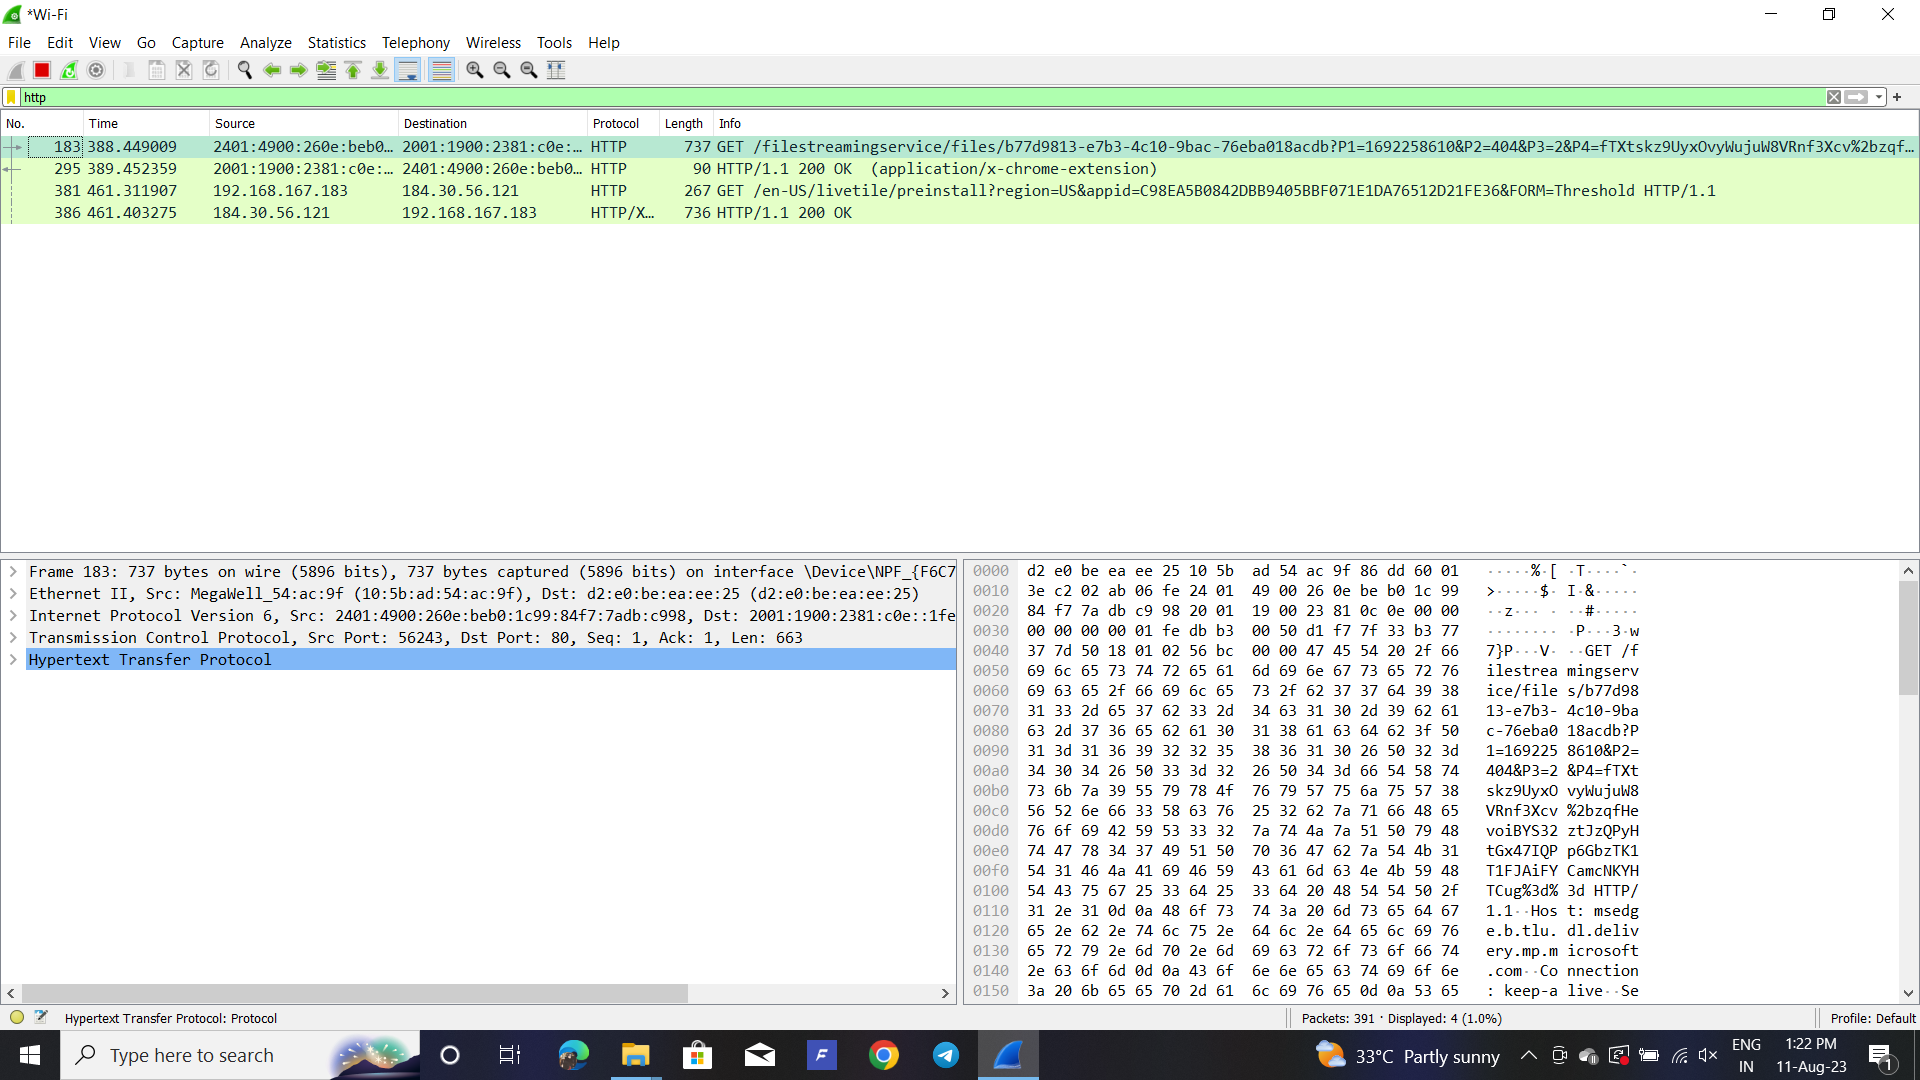 *Wi-Fi
File Edit View Go Capture Analyze Statistics Telephony Wireless Tools Help
http
No. Time Source Destination Protocol Length Info
183 388.449009 2401:4900:260e:beb0… 2001:1900:2381:c0e:… HTTP 737 GET /filestreamingservice/files/b77d9813-e7b3-4c10-9bac-76eba018acdb?P1=1692258610&P2=404&P3=2&P4=fTXtskz9UyxOvyWujuW8VRnf3Xcv%2bzqf…
295 389.452359 2001:1900:2381:c0e:… 2401:4900:260e:beb0… HTTP 90 HTTP/1.1 200 OK (application/x-chrome-extension)
381 461.311907 192.168.167.183 184.30.56.121 HTTP 267 GET /en-US/livetile/preinstall?region=US&appid=C98EA5B0842DBB9405BBF071E1DA76512D21FE36&FORM=Threshold HTTP/1.1
386 461.403275 184.30.56.121 192.168.167.183 HTTP/X… 736 HTTP/1.1 200 OK
Frame 183: 737 bytes on wire (5896 bits), 737 bytes captured (5896 bits) on interface \Device\NPF_{F6C7
Ethernet II, Src: MegaWell_54:ac:9f (10:5b:ad:54:ac:9f), Dst: d2:e0:be:ea:ee:25 (d2:e0:be:ea:ee:25)
Internet Protocol Version 6, Src: 2401:4900:260e:beb0:1c99:84f7:7adb:c998, Dst: 2001:1900:2381:c0e::1fe
Transmission Control Protocol, Src Port: 56243, Dst Port: 80, Seq: 1, Ack: 1, Len: 663
Hypertext Transfer Protocol
0000 d2 e0 be ea ee 25 10 5b ad 54 ac 9f 86 dd 60 01 ·····%·[ ·T····`·
0010 3e c2 02 ab 06 fe 24 01 49 00 26 0e be b0 1c 99 >·····$· I·&·····
0020 84 f7 7a db c9 98 20 01 19 00 23 81 0c 0e 00 00 ··z··· · ··#·····
0030 00 00 00 00 01 fe db b3 00 50 d1 f7 7f 33 b3 77 ········ ·P···3·w
0040 37 7d 50 18 01 02 56 bc 00 00 47 45 54 20 2f 66 7}P···V· ··GET /f
0050 69 6c 65 73 74 72 65 61 6d 69 6e 67 73 65 72 76 ilestrea mingserv
0060 69 63 65 2f 66 69 6c 65 73 2f 62 37 37 64 39 38 ice/file s/b77d98
0070 31 33 2d 65 37 62 33 2d 34 63 31 30 2d 39 62 61 13-e7b3- 4c10-9ba
0080 63 2d 37 36 65 62 61 30 31 38 61 63 64 62 3f 50 c-76eba0 18acdb?P
0090 31 3d 31 36 39 32 32 35 38 36 31 30 26 50 32 3d 1=169225 8610&P2=
00a0 34 30 34 26 50 33 3d 32 26 50 34 3d 66 54 58 74 404&P3=2 &P4=fTXt
00b0 73 6b 7a 39 55 79 78 4f 76 79 57 75 6a 75 57 38 skz9UyxO vyWujuW8
00c0 56 52 6e 66 33 58 63 76 25 32 62 7a 71 66 48 65 VRnf3Xcv %2bzqfHe
00d0 76 6f 69 42 59 53 33 32 7a 74 4a 7a 51 50 79 48 voiBYS32 ztJzQPyH
00e0 74 47 78 34 37 49 51 50 70 36 47 62 7a 54 4b 31 tGx47IQP p6GbzTK1
00f0 54 31 46 4a 41 69 46 59 43 61 6d 63 4e 4b 59 48 T1FJAiFY CamcNKYH
0100 54 43 75 67 25 33 64 25 33 64 20 48 54 54 50 2f TCug%3d% 3d HTTP/
0110 31 2e 31 0d 0a 48 6f 73 74 3a 20 6d 73 65 64 67 1.1··Hos t: msedg
0120 65 2e 62 2e 74 6c 75 2e 64 6c 2e 64 65 6c 69 76 e.b.tlu. dl.deliv
0130 65 72 79 2e 6d 70 2e 6d 69 63 72 6f 73 6f 66 74 ery.mp.m icrosoft
0140 2e 63 6f 6d 0d 0a 43 6f 6e 6e 65 63 74 69 6f 6e .com··Co nnection
0150 3a 20 6b 65 65 70 2d 61 6c 69 76 65 0d 0a 53 65 : keep-a live··Se
Hypertext Transfer Protocol: Protocol Packets: 391 · Displayed: 4 (1.0%) Profile: Default
Type here to search
33°C Partly sunny
ENG
IN
1:22 PM
11-Aug-23
1